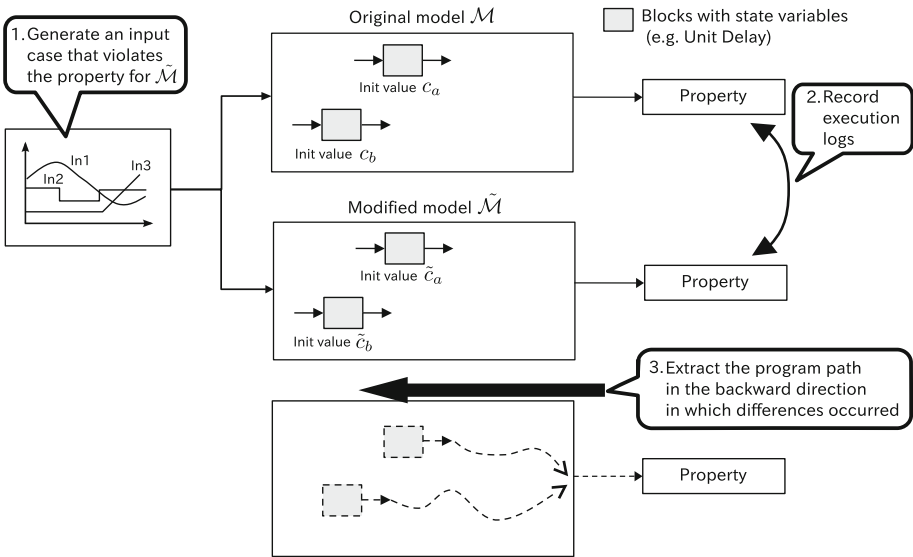 Original model ℳ
Blocks with state variables
(e.g. Unit Delay)
1. Generate an input
case that violates
the property for ℳ̃
Init value cₐ
Init value c_b
Property
2. Record
execution
logs
In1
In2
In3
Modified model ℳ̃
Init value c̃ₐ
Init value c̃_b
Property
3. Extract the program path
in the backward direction
in which differences occurred
Property